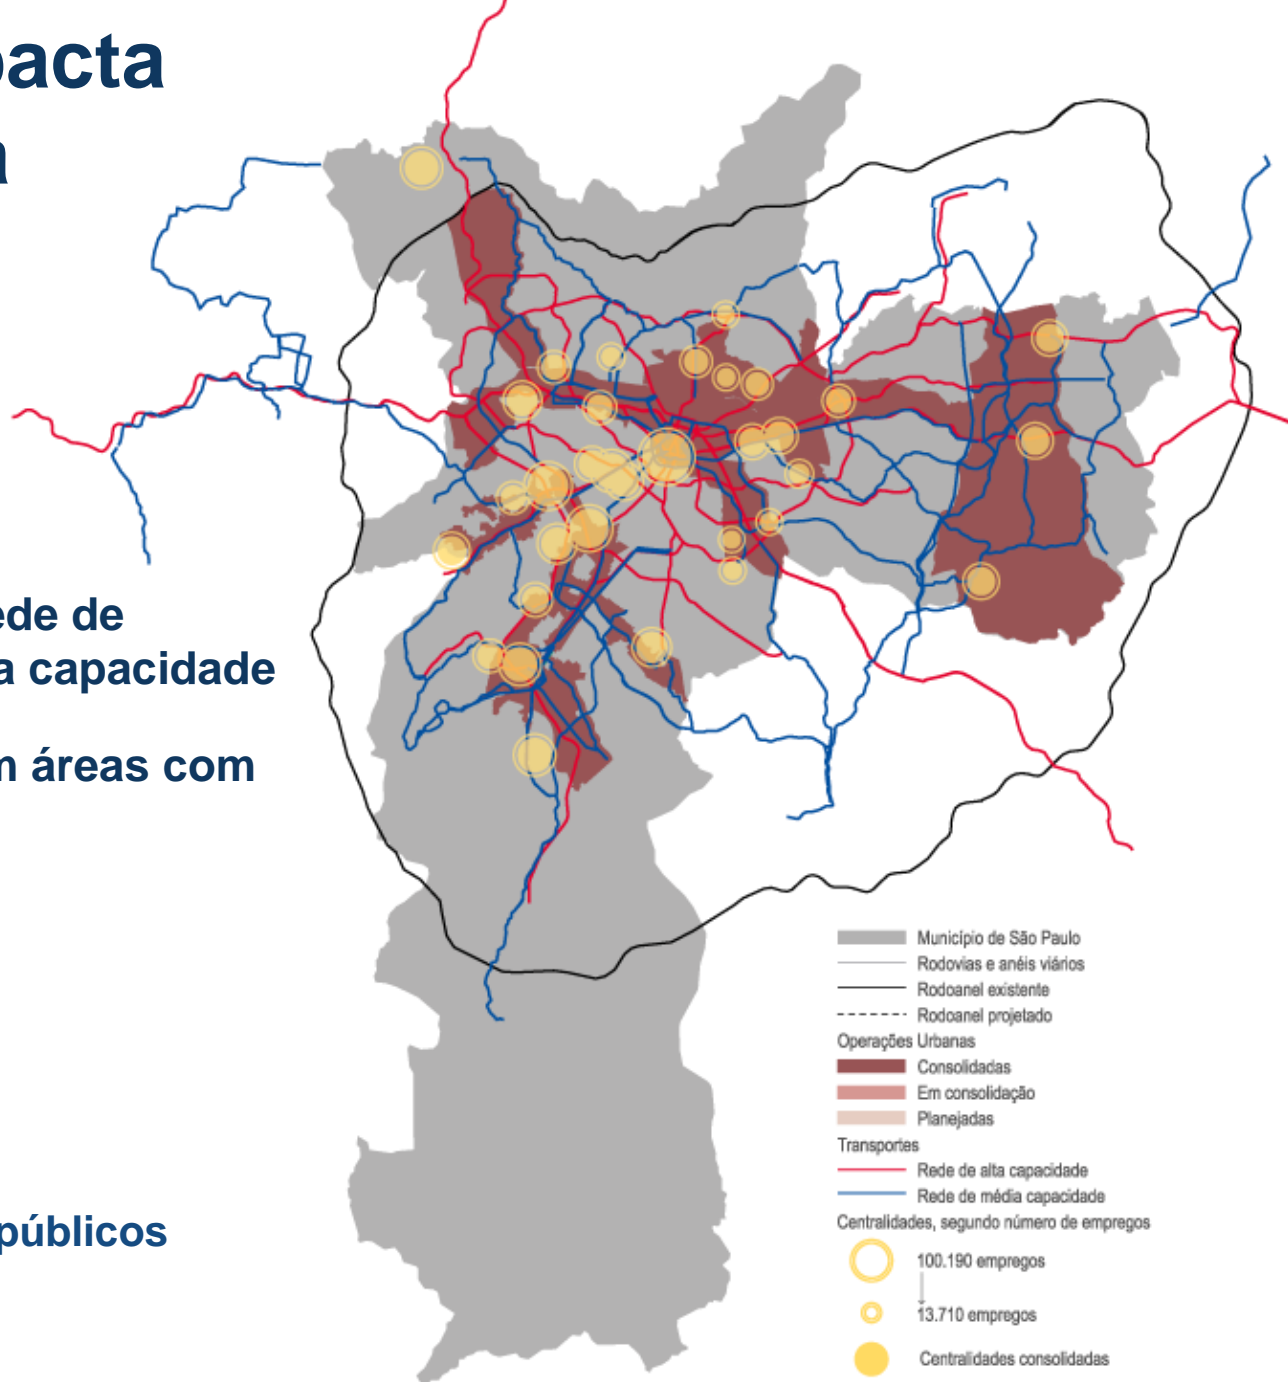 pacta
a
ede de
a capacidade
m áreas com
públicos
Município de São Paulo
Rodovias e anéis viários
Rodoanel existente
Rodoanel projetado
Operações Urbanas
Consolidadas
Em consolidação
Planejadas
Transportes
Rede de alta capacidade
Rede de média capacidade
Centralidades, segundo número de empregos
100.190 empregos
13.710 empregos
Centralidades consolidadas